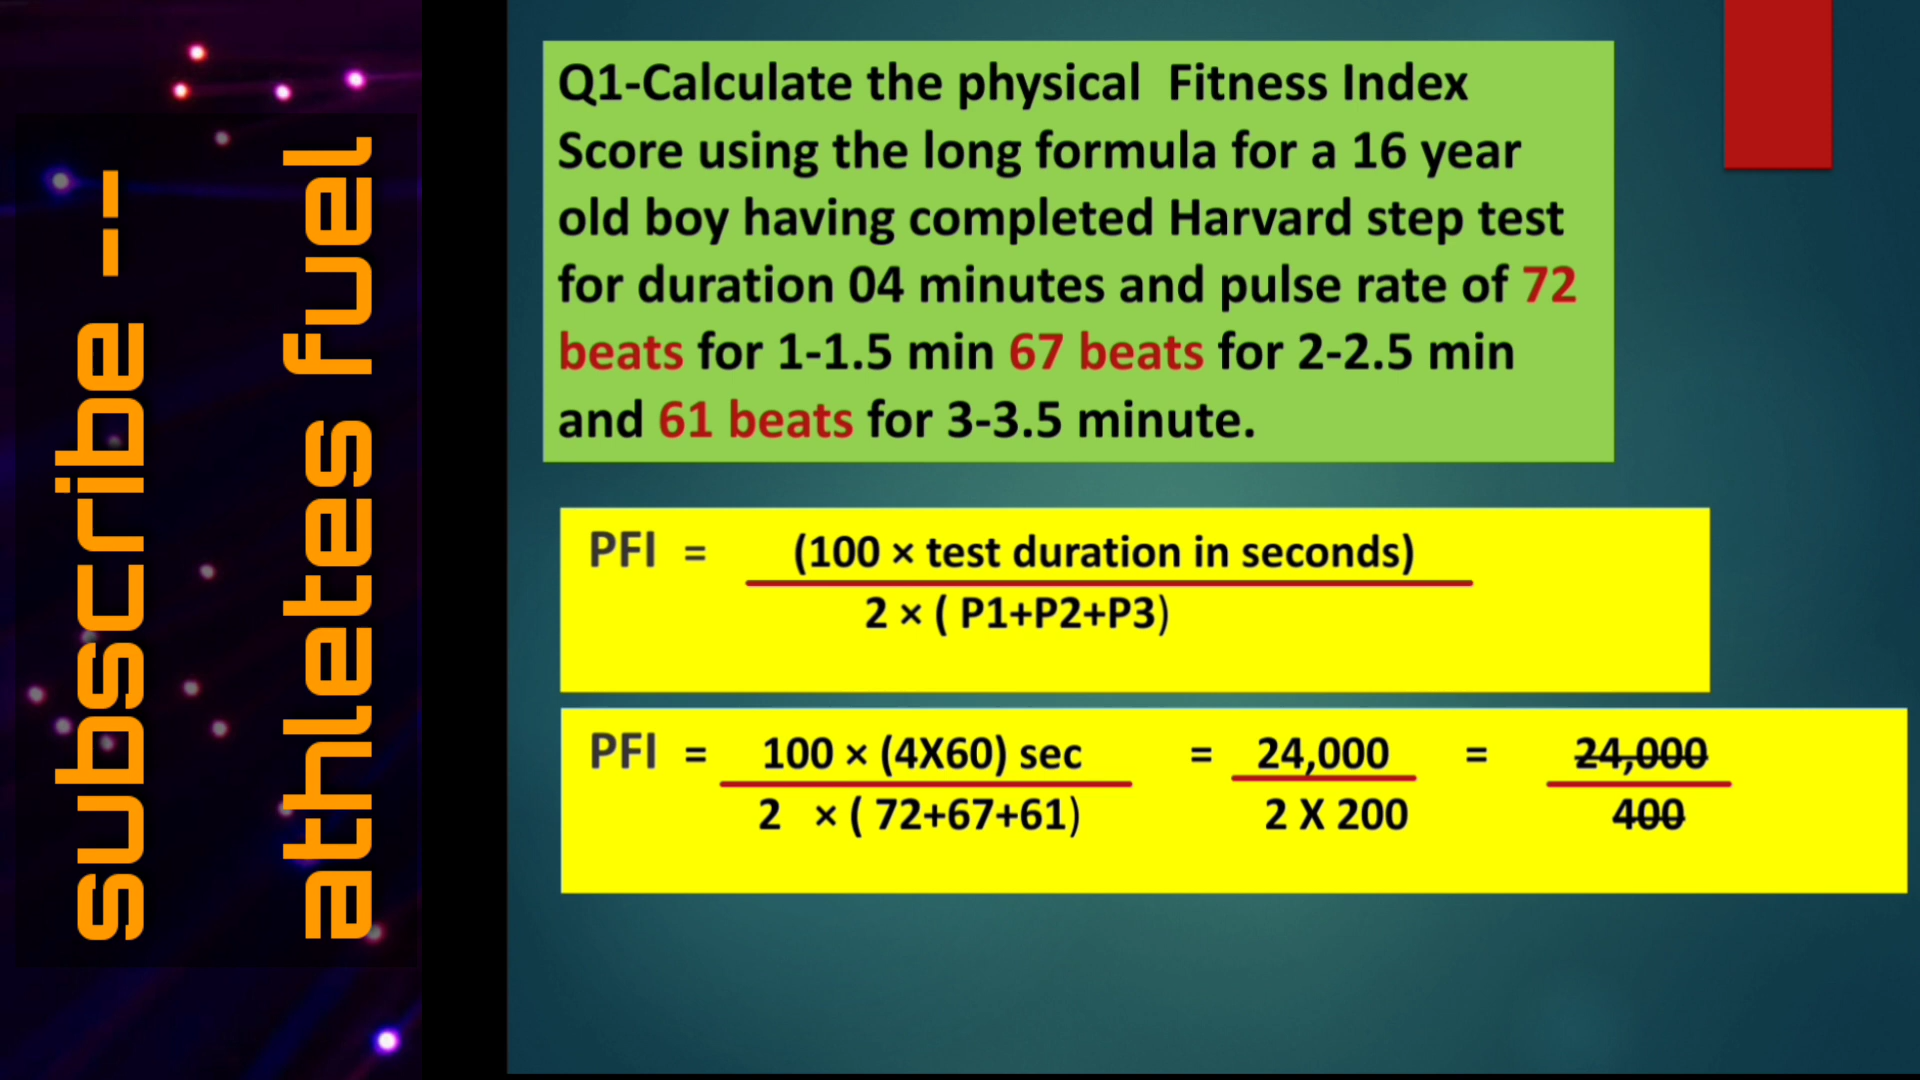 subscribe --
athletes fuel
Q1-Calculate the physical Fitness Index
Score using the long formula for a 16 year
old boy having completed Harvard step test
for duration 04 minutes and pulse rate of 72
beats for 1-1.5 min 67 beats for 2-2.5 min
and 61 beats for 3-3.5 minute.
PFI = (100 × test duration in seconds)
2 × ( P1+P2+P3)
PFI = 100 × (4X60) sec = 24,000 = 24,000
2 × ( 72+67+61) 2 X 200 400